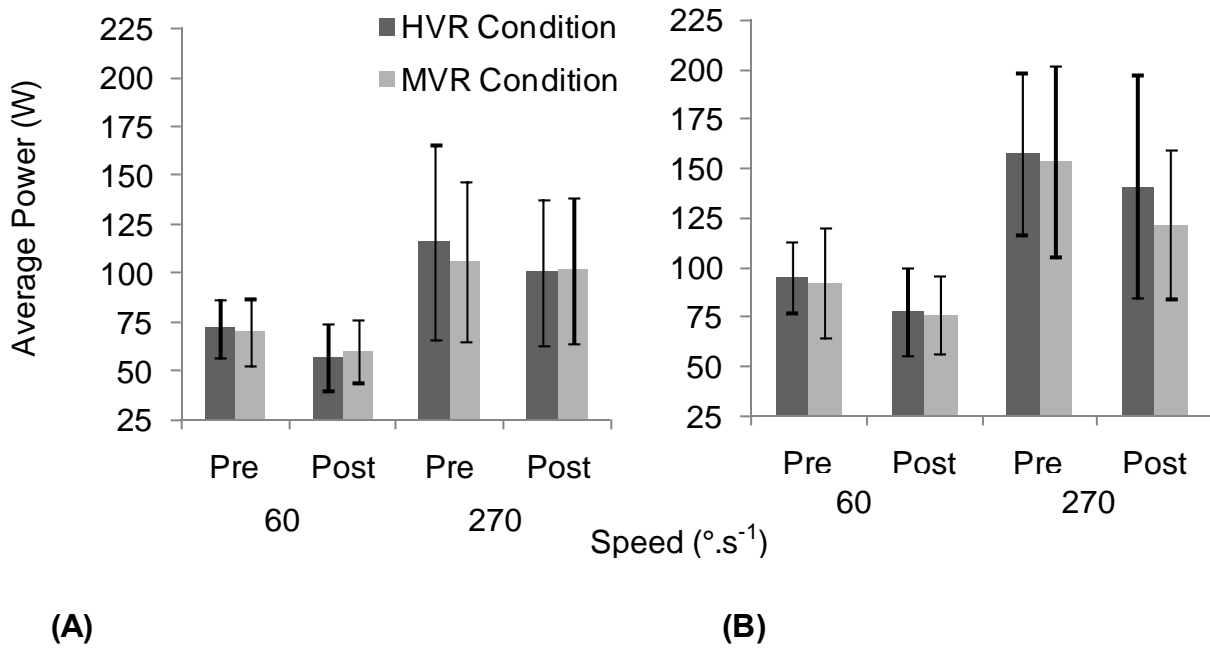 Average Power (W)
225
200
175
150
125
100
75
50
25
HVR Condition
MVR Condition
Pre Post Pre Post
60 270
225
200
175
150
125
100
75
50
25
Pre Post Pre Post
60 270
Speed (°.s⁻¹)
(A) (B)